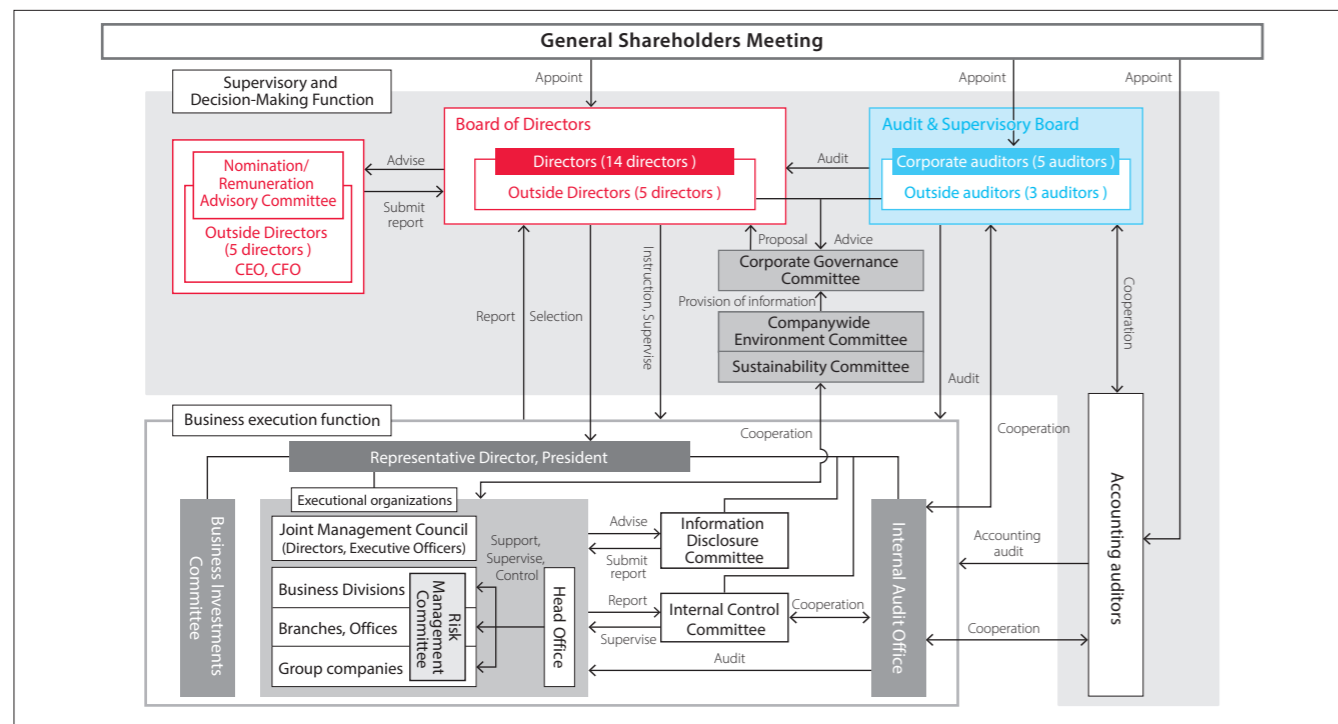 General Shareholders Meeting
Appoint
Appoint
Appoint
Supervisory and
Decision-Making Function
Board of Directors
Directors (14 directors )
Outside Directors (5 directors )
Audit & Supervisory Board
Corporate auditors (5 auditors )
Outside auditors (3 auditors )
Nomination/
Remuneration
Advisory Committee
Outside Directors
(5 directors )
CEO, CFO
Advise
Submit
report
Audit
Proposal
Advice
Corporate Governance
Committee
Provision of information
Companywide
Environment Committee
Sustainability Committee
Report
Selection
Instruction, Supervise
Audit
Cooperation
Cooperation
Cooperation
Business execution function
Representative Director, President
Executional organizations
Business Investments
Committee
Joint Management Council
(Directors, Executive Officers)
Business Divisions
Branches, Offices
Group companies
Risk
Management
Committee
Support,
Supervise,
Control
Head Office
Advise
Submit
report
Information
Disclosure
Committee
Report
Supervise
Internal Control
Committee
Cooperation
Audit
Internal Audit Office
Accounting
audit
Cooperation
Accounting auditors